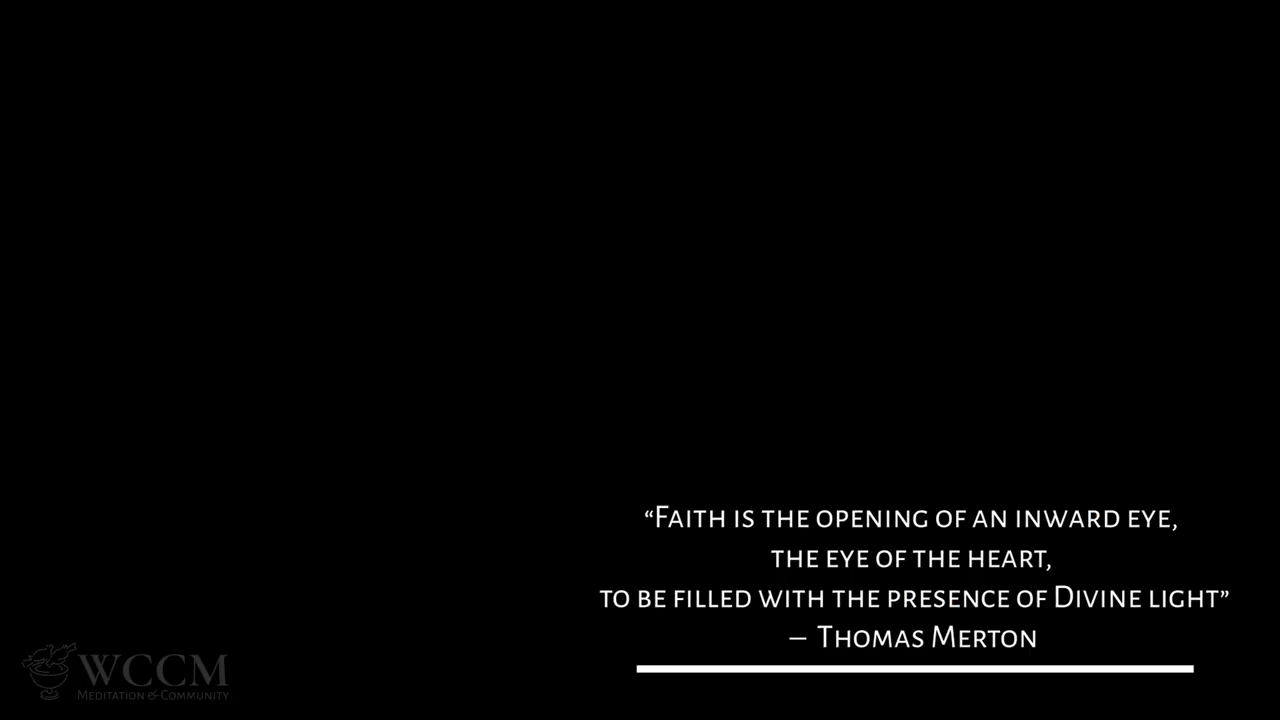 “Faith is the opening of an inward eye,
the eye of the heart,
to be filled with the presence of Divine light”
– Thomas Merton
WCCM
Meditation & Community